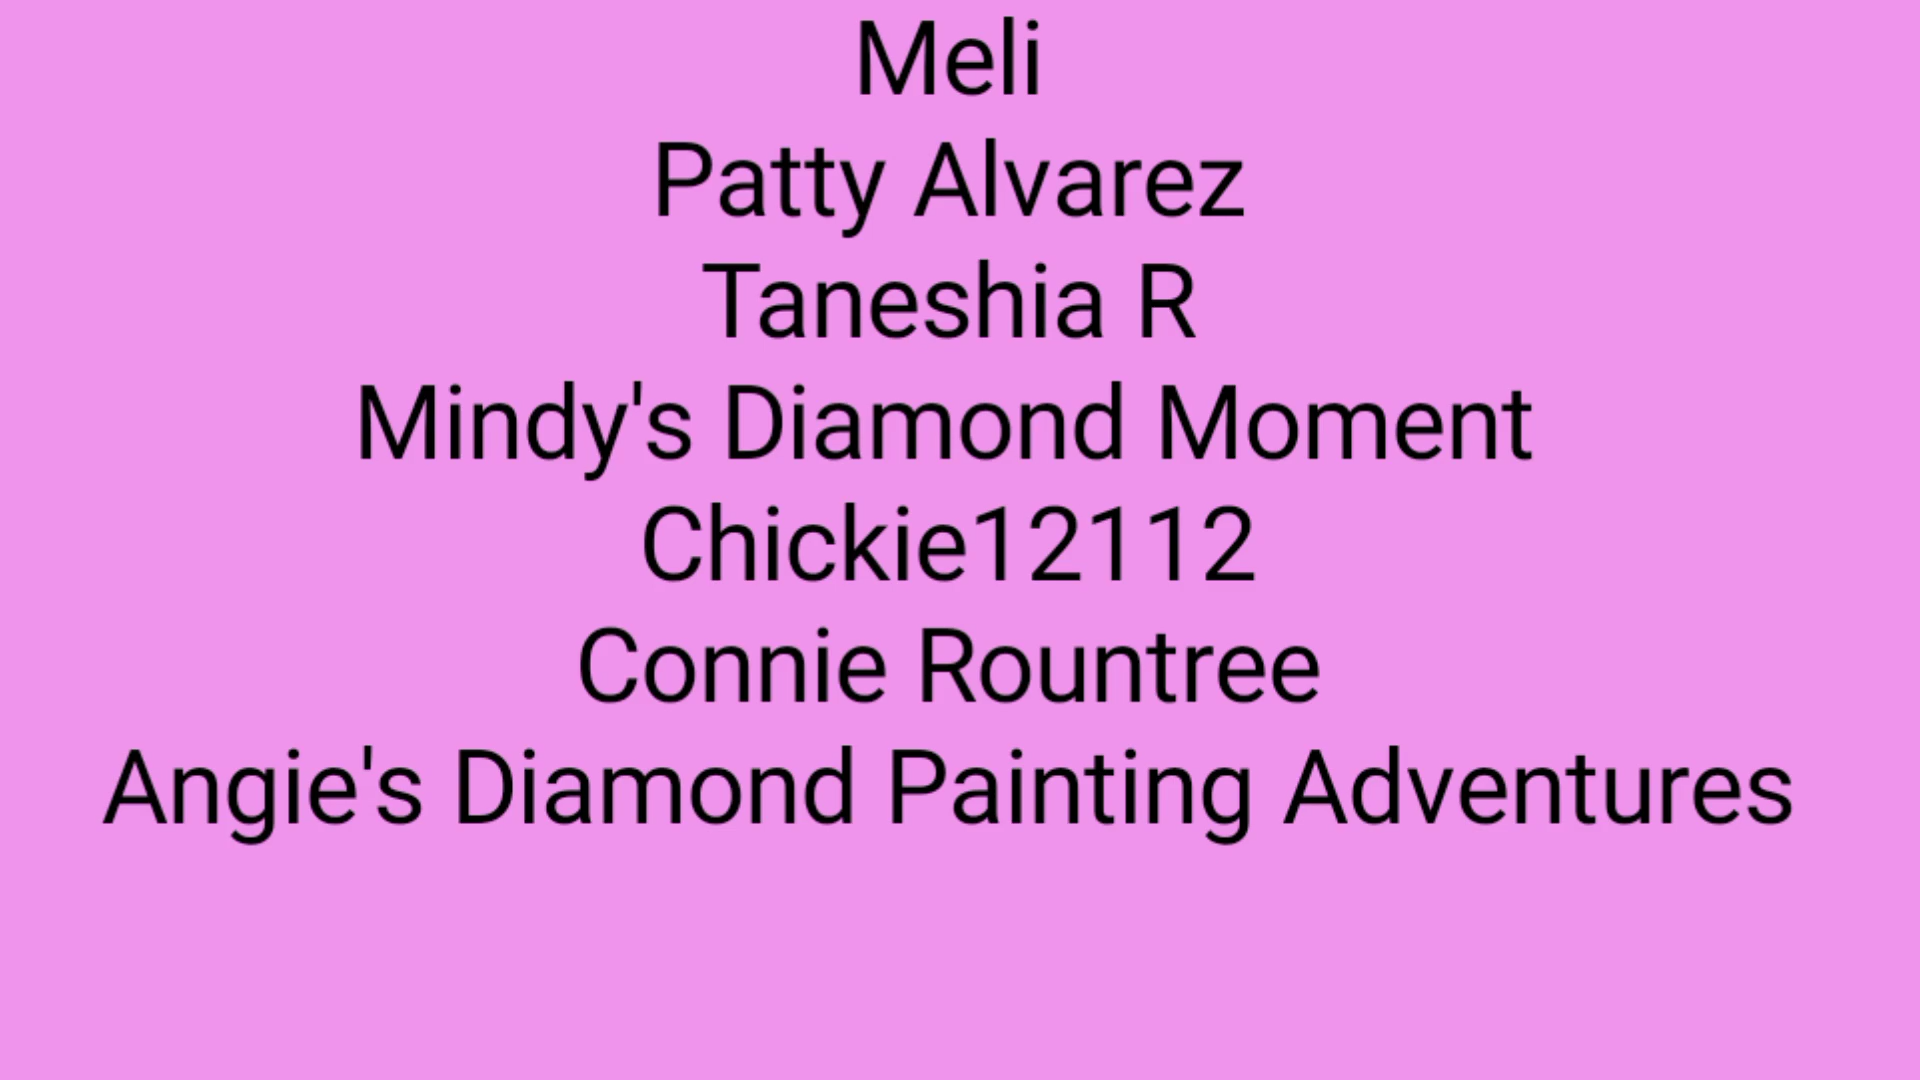 Meli
Patty Alvarez
Taneshia R
Mindy's Diamond Moment
Chickie12112
Connie Rountree
Angie's Diamond Painting Adventures